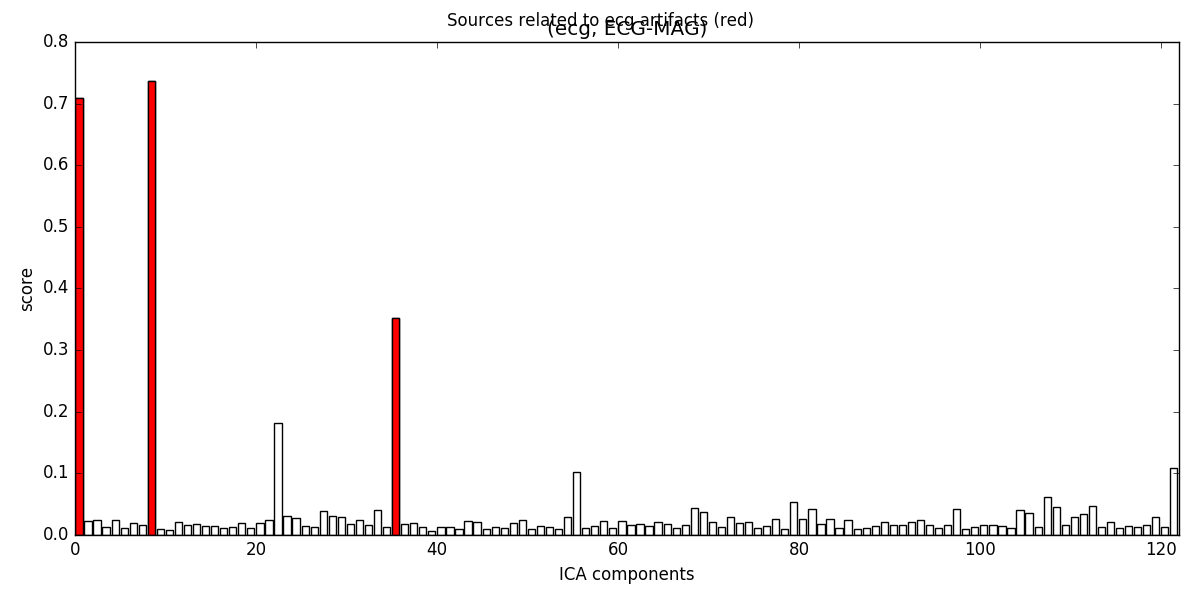 Sources related to ecg artifacts (red)
(ecg, ECG-MAG)
0.8
0.7
0.6
0.5
0.4
0.3
0.2
0.1
0.0
score
0 20 40 60 80 100 120
ICA components